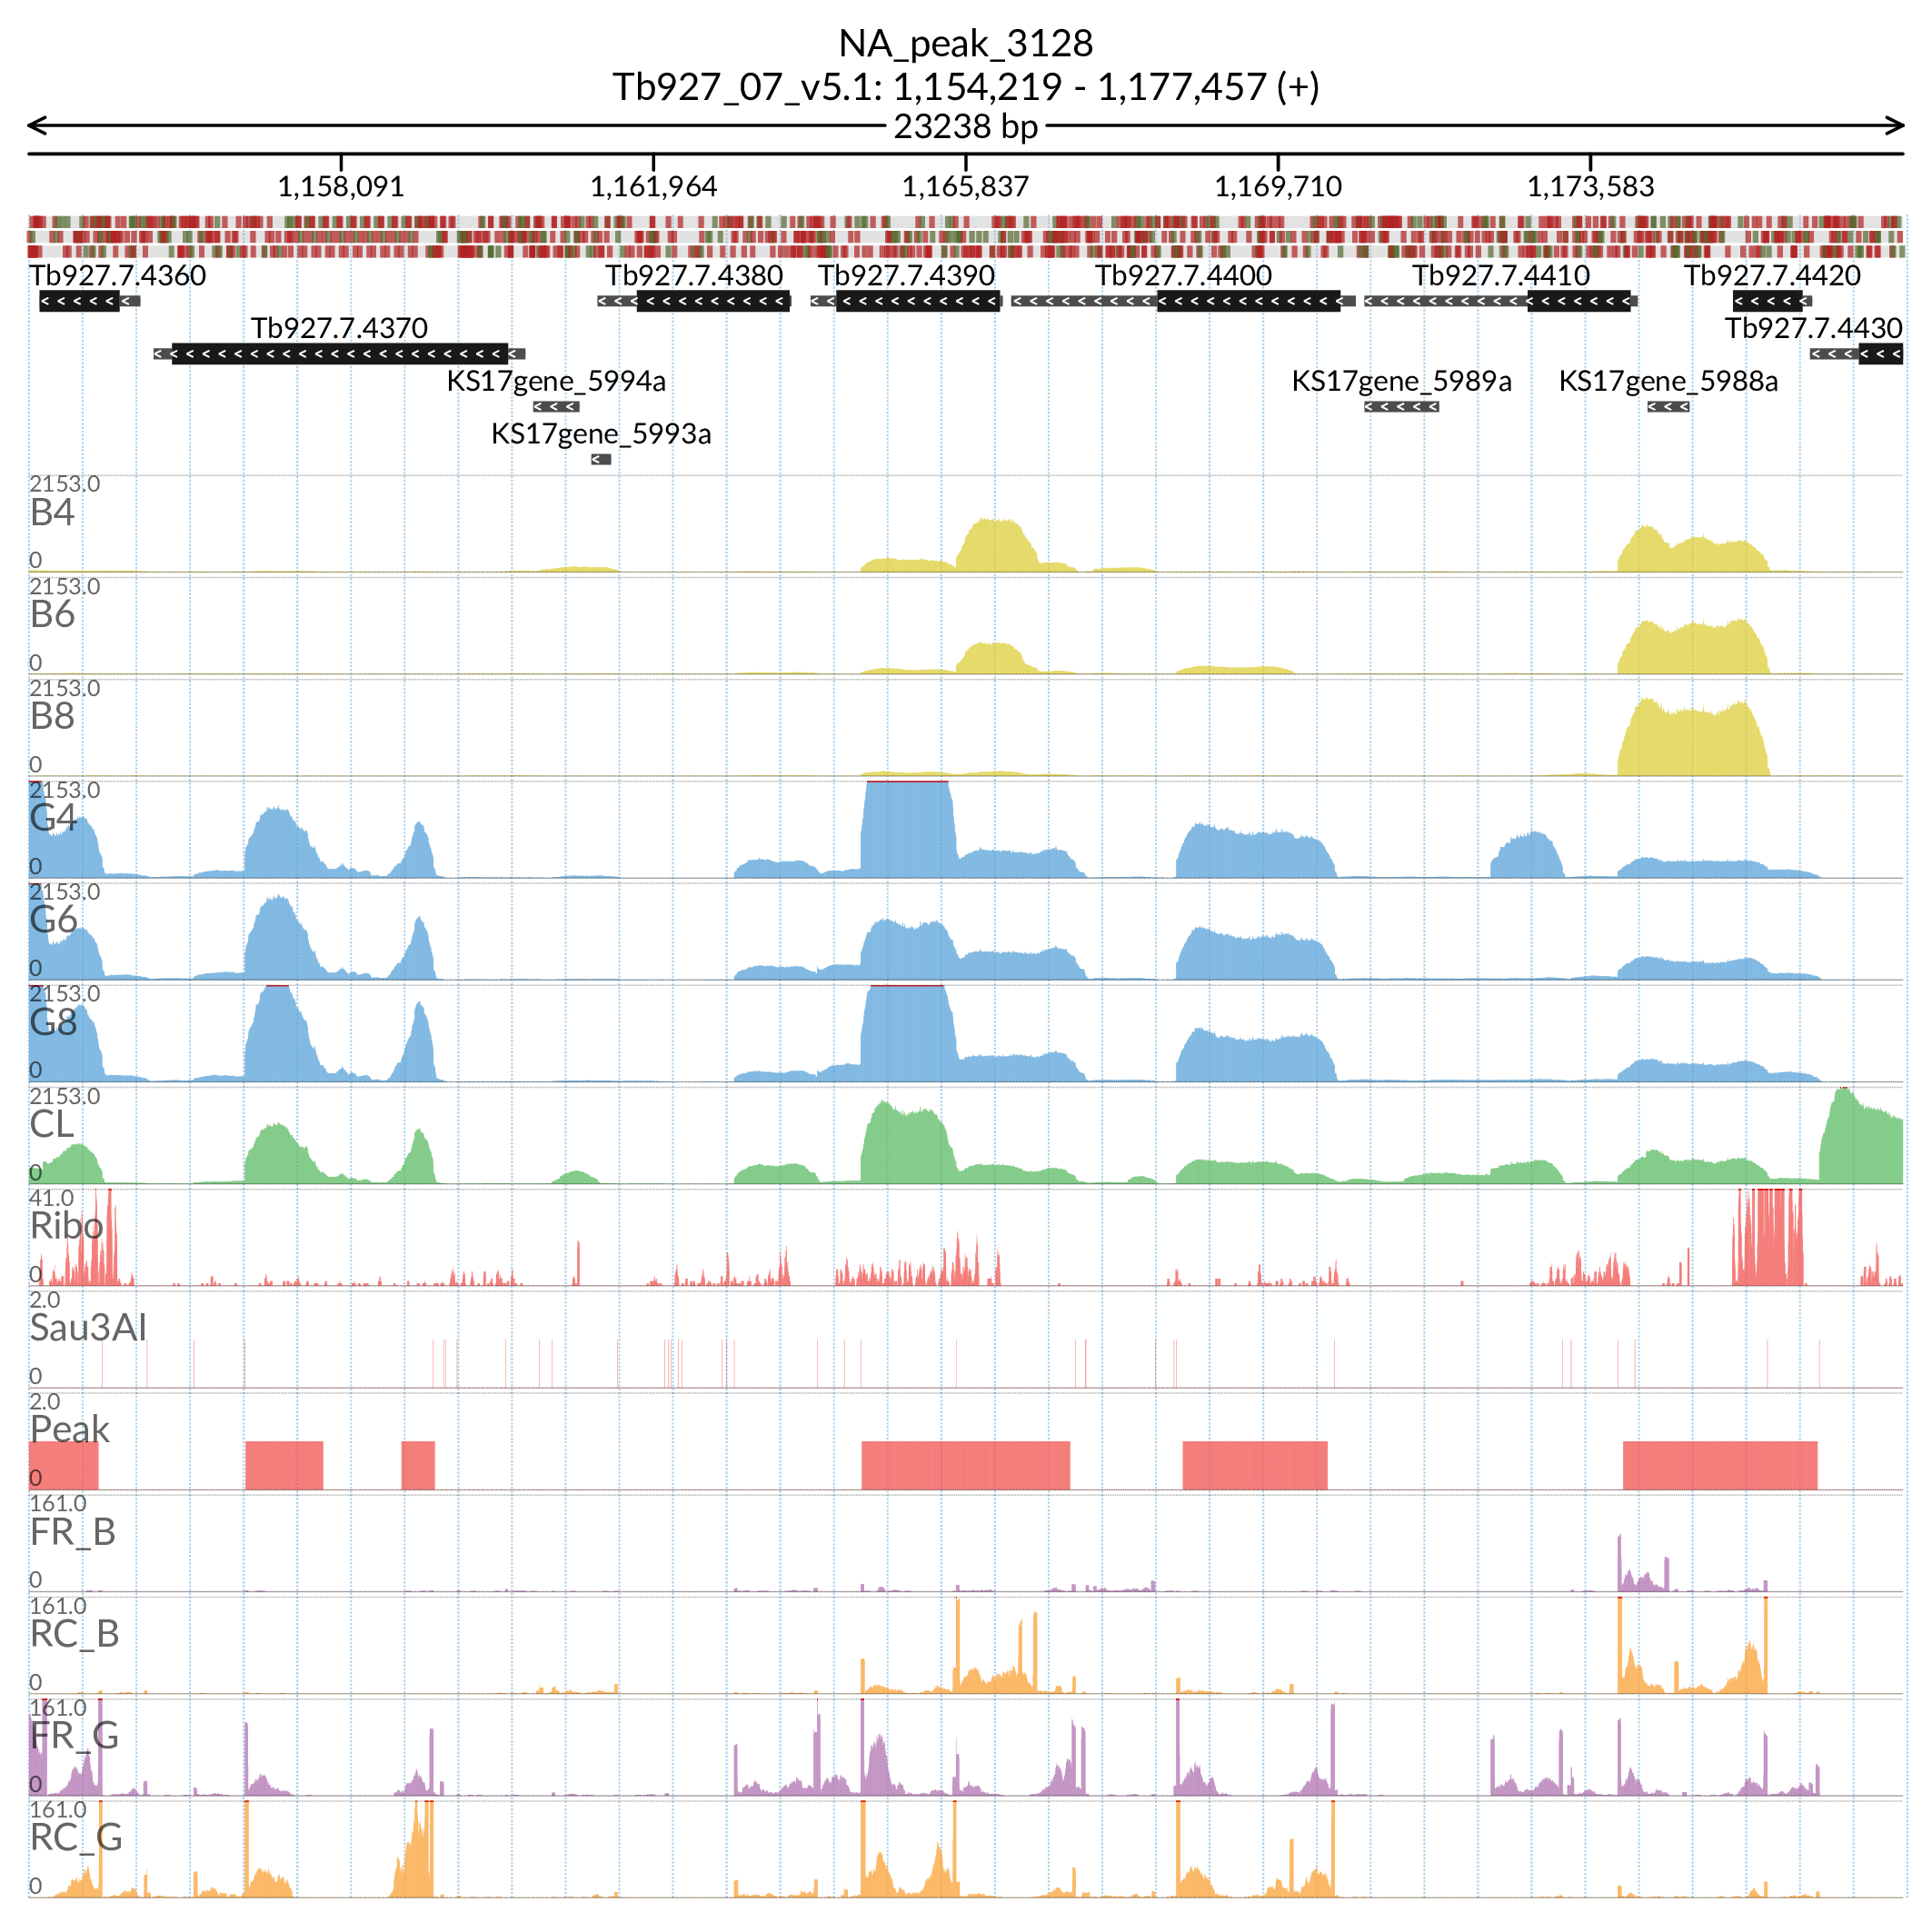 NA_peak_3128
Tb927_07_v5.1: 1,154,219 - 1,177,457 (+)
23238 bp
1,158,091 1,161,964 1,165,837 1,169,710 1,173,583
Tb927.7.4360 Tb927.7.4380 Tb927.7.4390 Tb927.7.4400 Tb927.7.4410 Tb927.7.4420
Tb927.7.4370 Tb927.7.4430
KS17gene_5994a KS17gene_5989a KS17gene_5988a
KS17gene_5993a
2153.0
B4
0
2153.0
B6
0
2153.0
B8
0
2153.0
G4
0
2153.0
G6
0
2153.0
G8
0
2153.0
CL
0
41.0
Ribo
0
2.0
Sau3AI
0
2.0
Peak
0
161.0
FR_B
0
161.0
RC_B
0
161.0
FR_G
0
161.0
RC_G
0